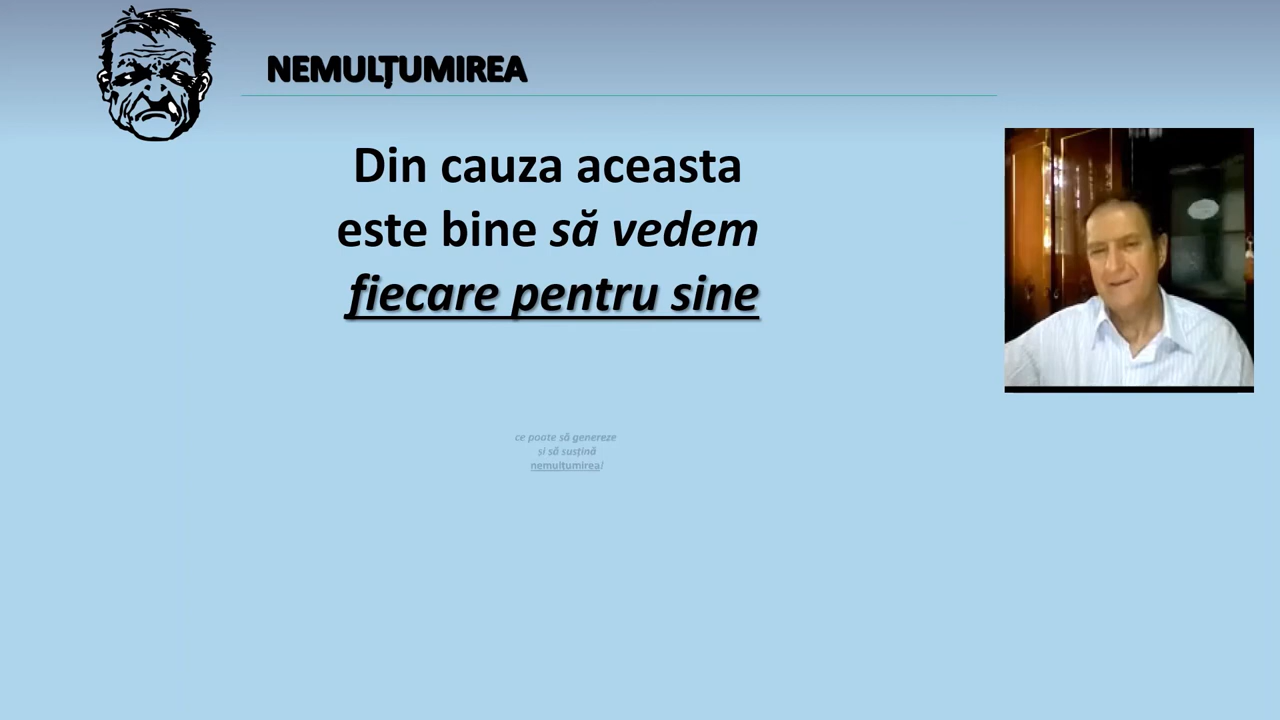 NEMULȚUMIREA
Din cauza aceasta
este bine să vedem
fiecare pentru sine
ce poate să genereze
și să susțină
nemulțumirea!